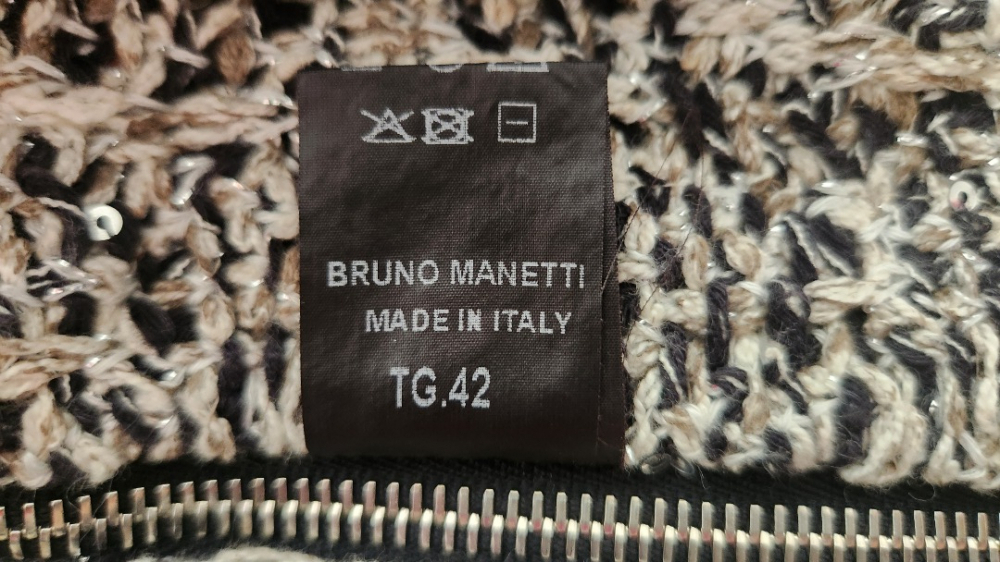 BRUNO MANETTI
MADE IN ITALY
TG.42